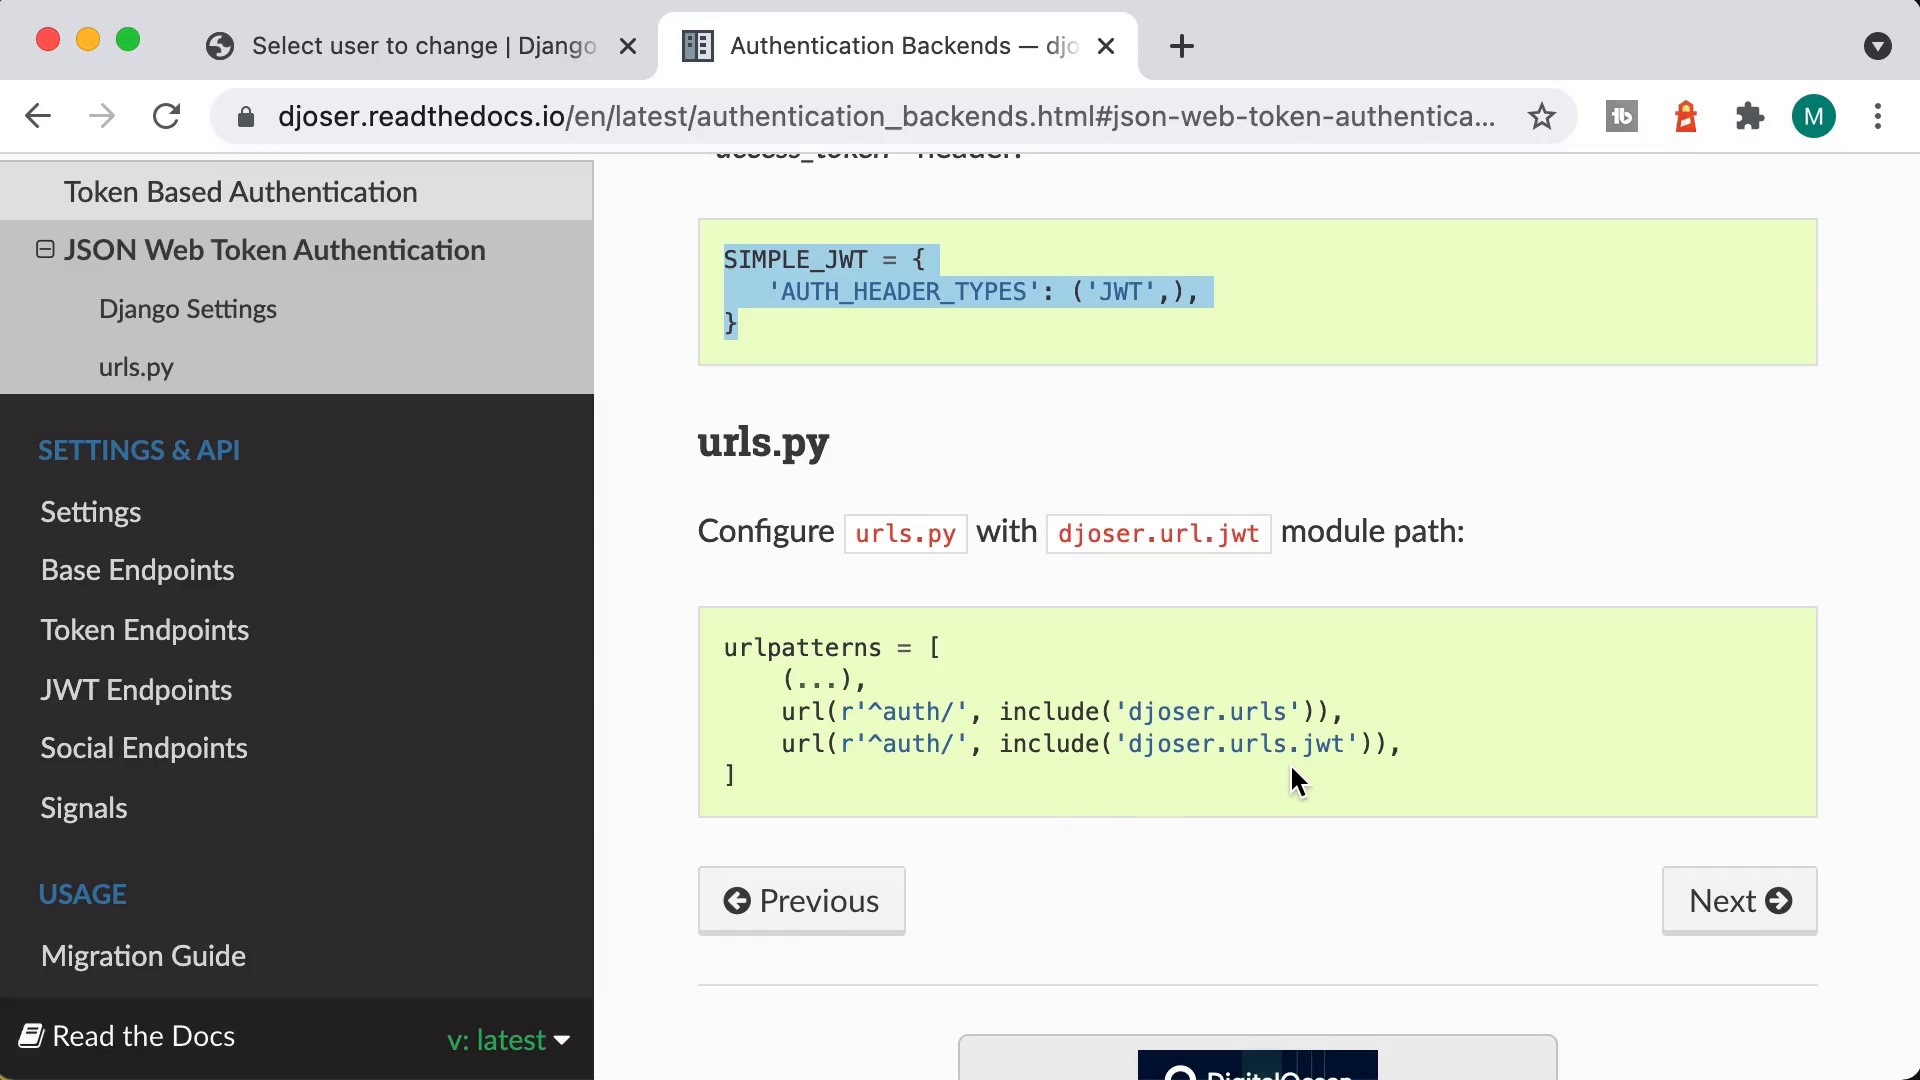 Select user to change | Django
Authentication Backends — djo
djoser.readthedocs.io/en/latest/authentication_backends.html#json-web-token-authentica...
M
Token Based Authentication
JSON Web Token Authentication
Django Settings
urls.py
SETTINGS & API
Settings
Base Endpoints
Token Endpoints
JWT Endpoints
Social Endpoints
Signals
USAGE
Migration Guide
Read the Docs
v: latest
access_token" header:
SIMPLE_JWT = {
'AUTH_HEADER_TYPES': ('JWT',),
}
urls.py
Configure urls.py with djoser.url.jwt module path:
urlpatterns = [
(...),
url(r'^auth/', include('djoser.urls')),
url(r'^auth/', include('djoser.urls.jwt')),
]
Previous
Next
DigitalOcean